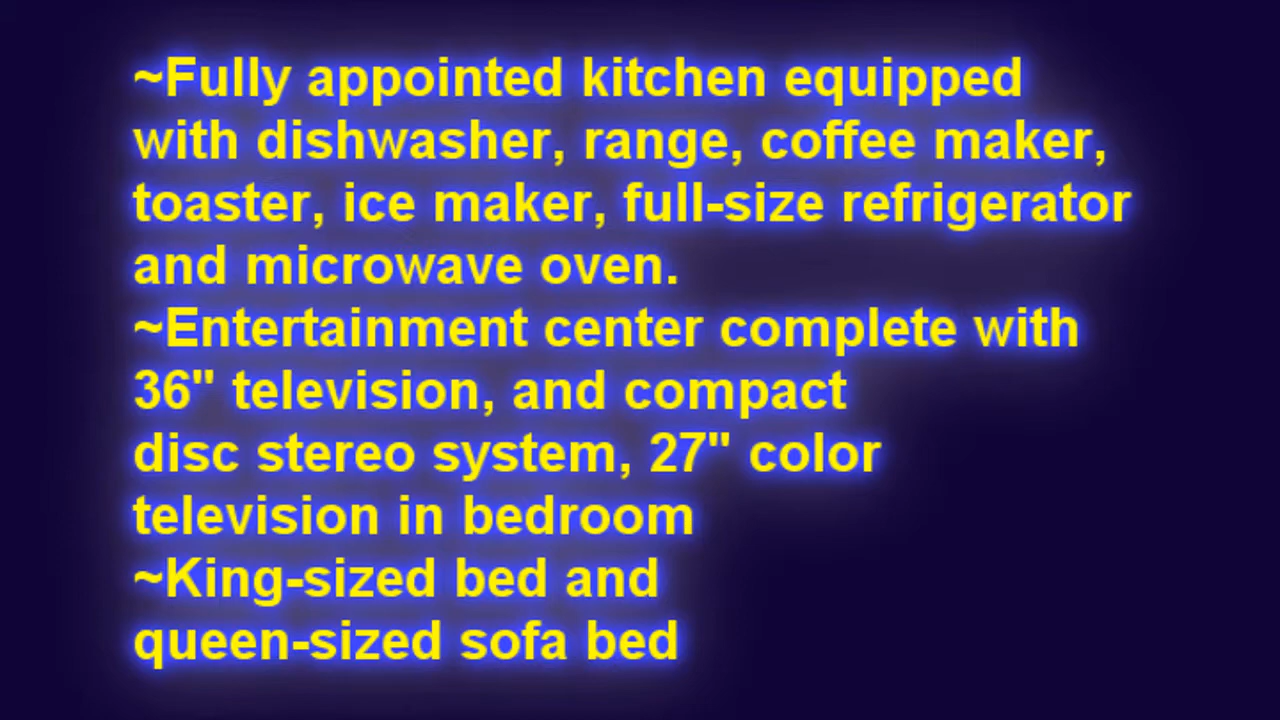 ~Fully appointed kitchen equipped
with dishwasher, range, coffee maker,
toaster, ice maker, full-size refrigerator
and microwave oven.
~Entertainment center complete with
36" television, and compact
disc stereo system, 27" color
television in bedroom
~King-sized bed and
queen-sized sofa bed